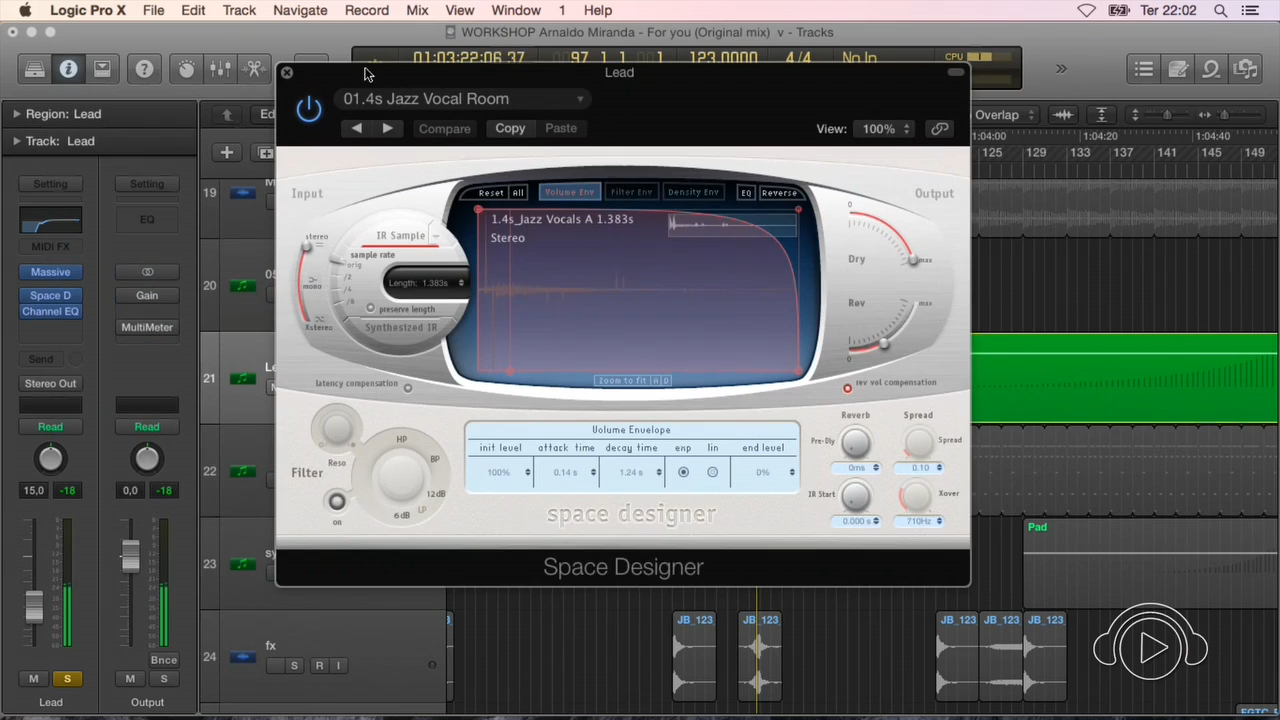 Logic Pro X File Edit Track Navigate Record Mix View Window 1 Help Ter 22:02
WORKSHOP Arnaldo Miranda - For you (Original mix) v - Tracks
01:03:22:06.37 97 1 1 1 123,0000 4/4 No In CPU
Lead
01.4s Jazz Vocal Room
Compare Copy Paste View: 100%
Region: Lead
Track: Lead
Ed
Overlap
1:04:00 1:04:20 1:04:40
125 129 133 137 141 145 149
Setting Setting
EQ
MIDI FX
Massive
Space D Gain
Channel EQ
MultiMeter
Send
Stereo Out
Read Read
15,0 -18 0,0 -18
Bnce
M S M S
Lead Output
19
20
21
22
23
24
fx
S R I
Input
Reset All Volume Env Filter Env Density Env EQ Reverse
Output
1.4s_Jazz Vocals A 1.383s
Stereo
stereo
mono
Xstereo
IR Sample
sample rate
orig
/2
/4
/8
Length: 1.383s
preserve length
Synthesized IR
latency compensation
Zoom to fit A D
0
Dry
max
Rev
max
0
rev vol compensation
Volume Envelope
init level attack time decay time exp lin end level
100% 0.14 s 1.24 s 0%
Filter
Reso
on
HP
BP
12dB
LP
6dB
Reverb Spread
Pre-Dly Spread
0ms 0.10
IR Start Xover
0.000 s 710Hz
space designer
Space Designer
Pad
JB_123 JB_123 JB_123 JB_123 JB_123